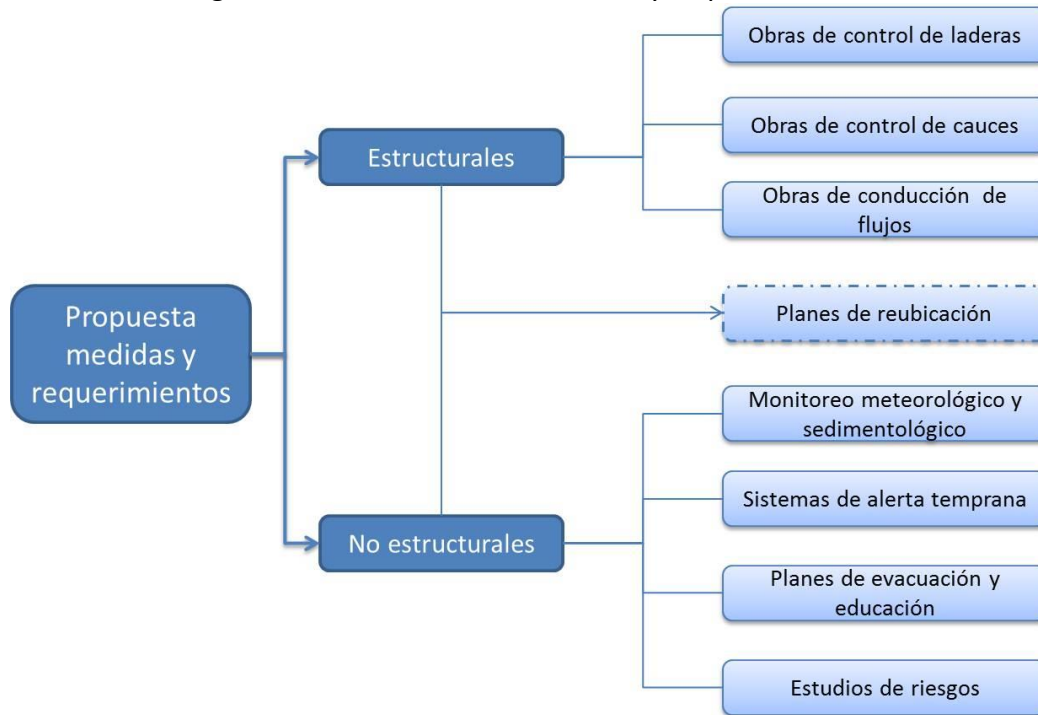 Propuesta
medidas y
requerimientos
Estructurales
Obras de control de laderas
Obras de control de cauces
Obras de conducción de
flujos
Planes de reubicación
No estructurales
Monitoreo meteorológico y
sedimentológico
Sistemas de alerta temprana
Planes de evacuación y
educación
Estudios de riesgos